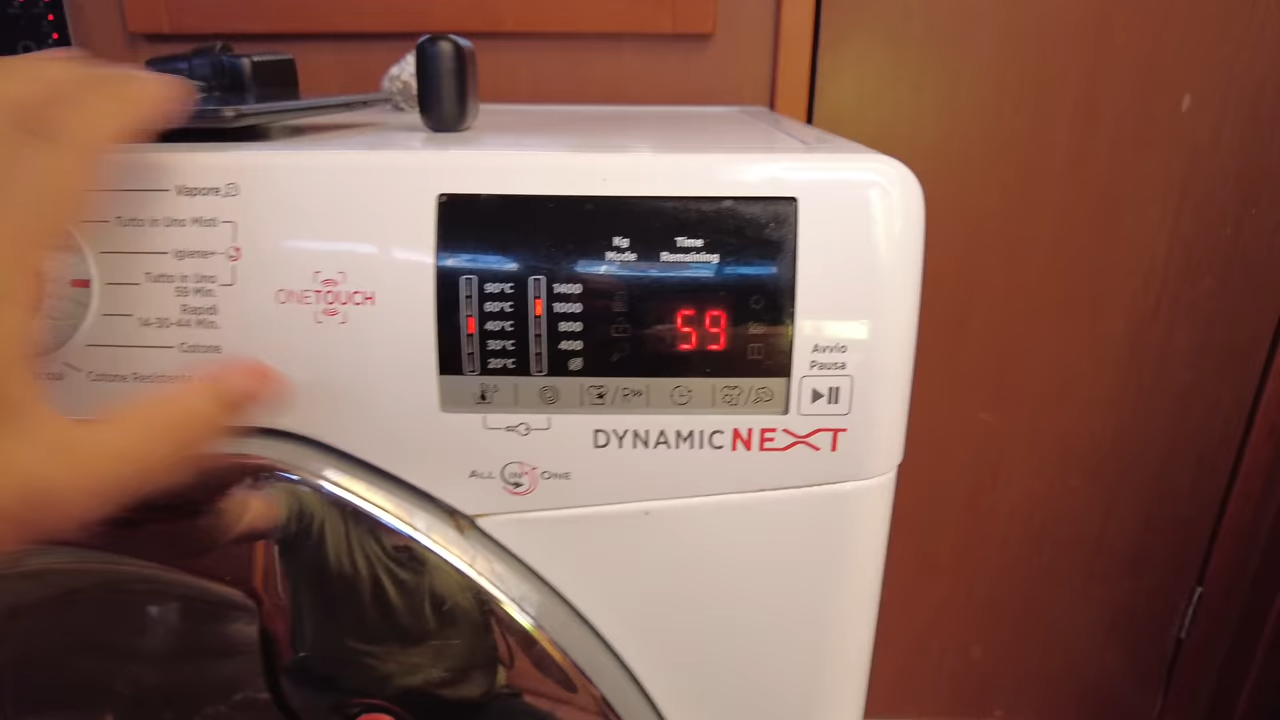 Vapore
Tutto in Uno Misti
Igiene+
Tutto in Uno
59 Min.
Rapidi
14-30-44 Min.
Cotone
Cotone Resistente
ONETOUCH
Kg
Mode
Time
Remaining
90°C
60°C
40°C
30°C
20°C
1400
1000
800
400
59
Avvio
Pausa
DYNAMIC NEXT
ALL IN ONE